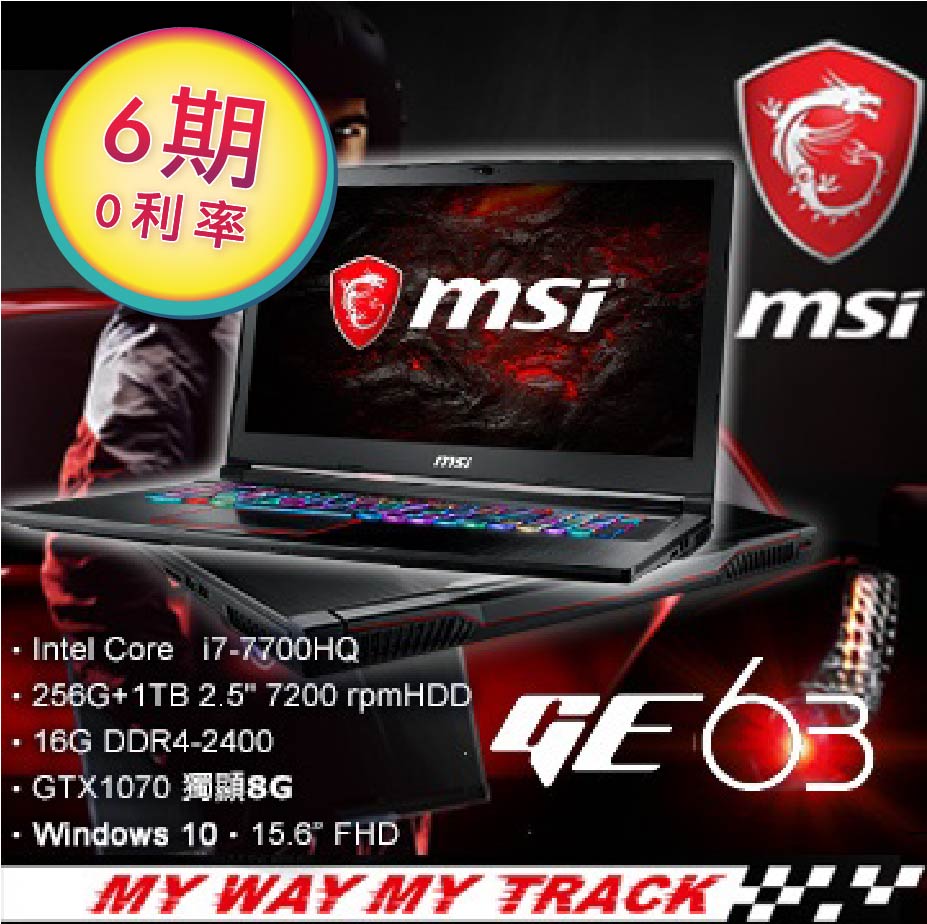 6期
0利率
msi
msi
msi
· Intel Core i7-7700HQ
· 256G+1TB 2.5" 7200 rpmHDD
· 16G DDR4-2400
· GTX1070 獨顯8G
· Windows 10 · 15.6" FHD
GE63
MY WAY MY TRACK